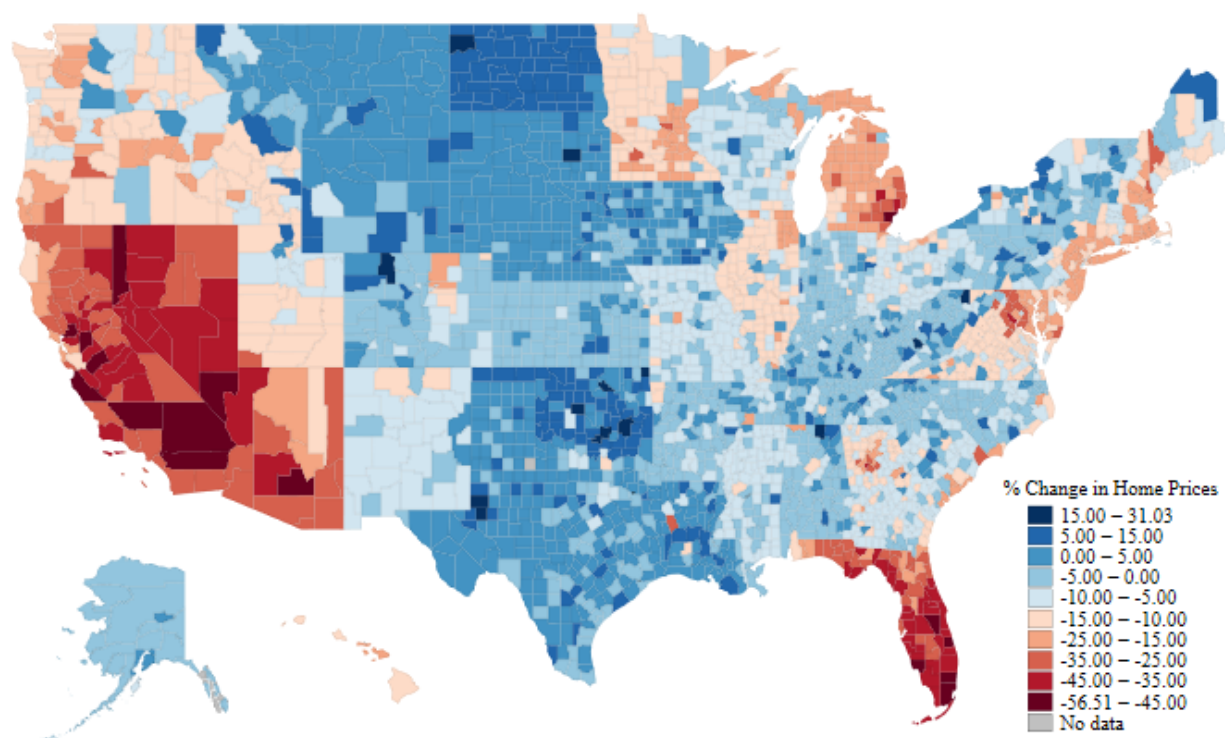 % Change in Home Prices
15.00 – 31.03
5.00 – 15.00
0.00 – 5.00
-5.00 – 0.00
-10.00 – -5.00
-15.00 – -10.00
-25.00 – -15.00
-35.00 – -25.00
-45.00 – -35.00
-56.51 – -45.00
No data